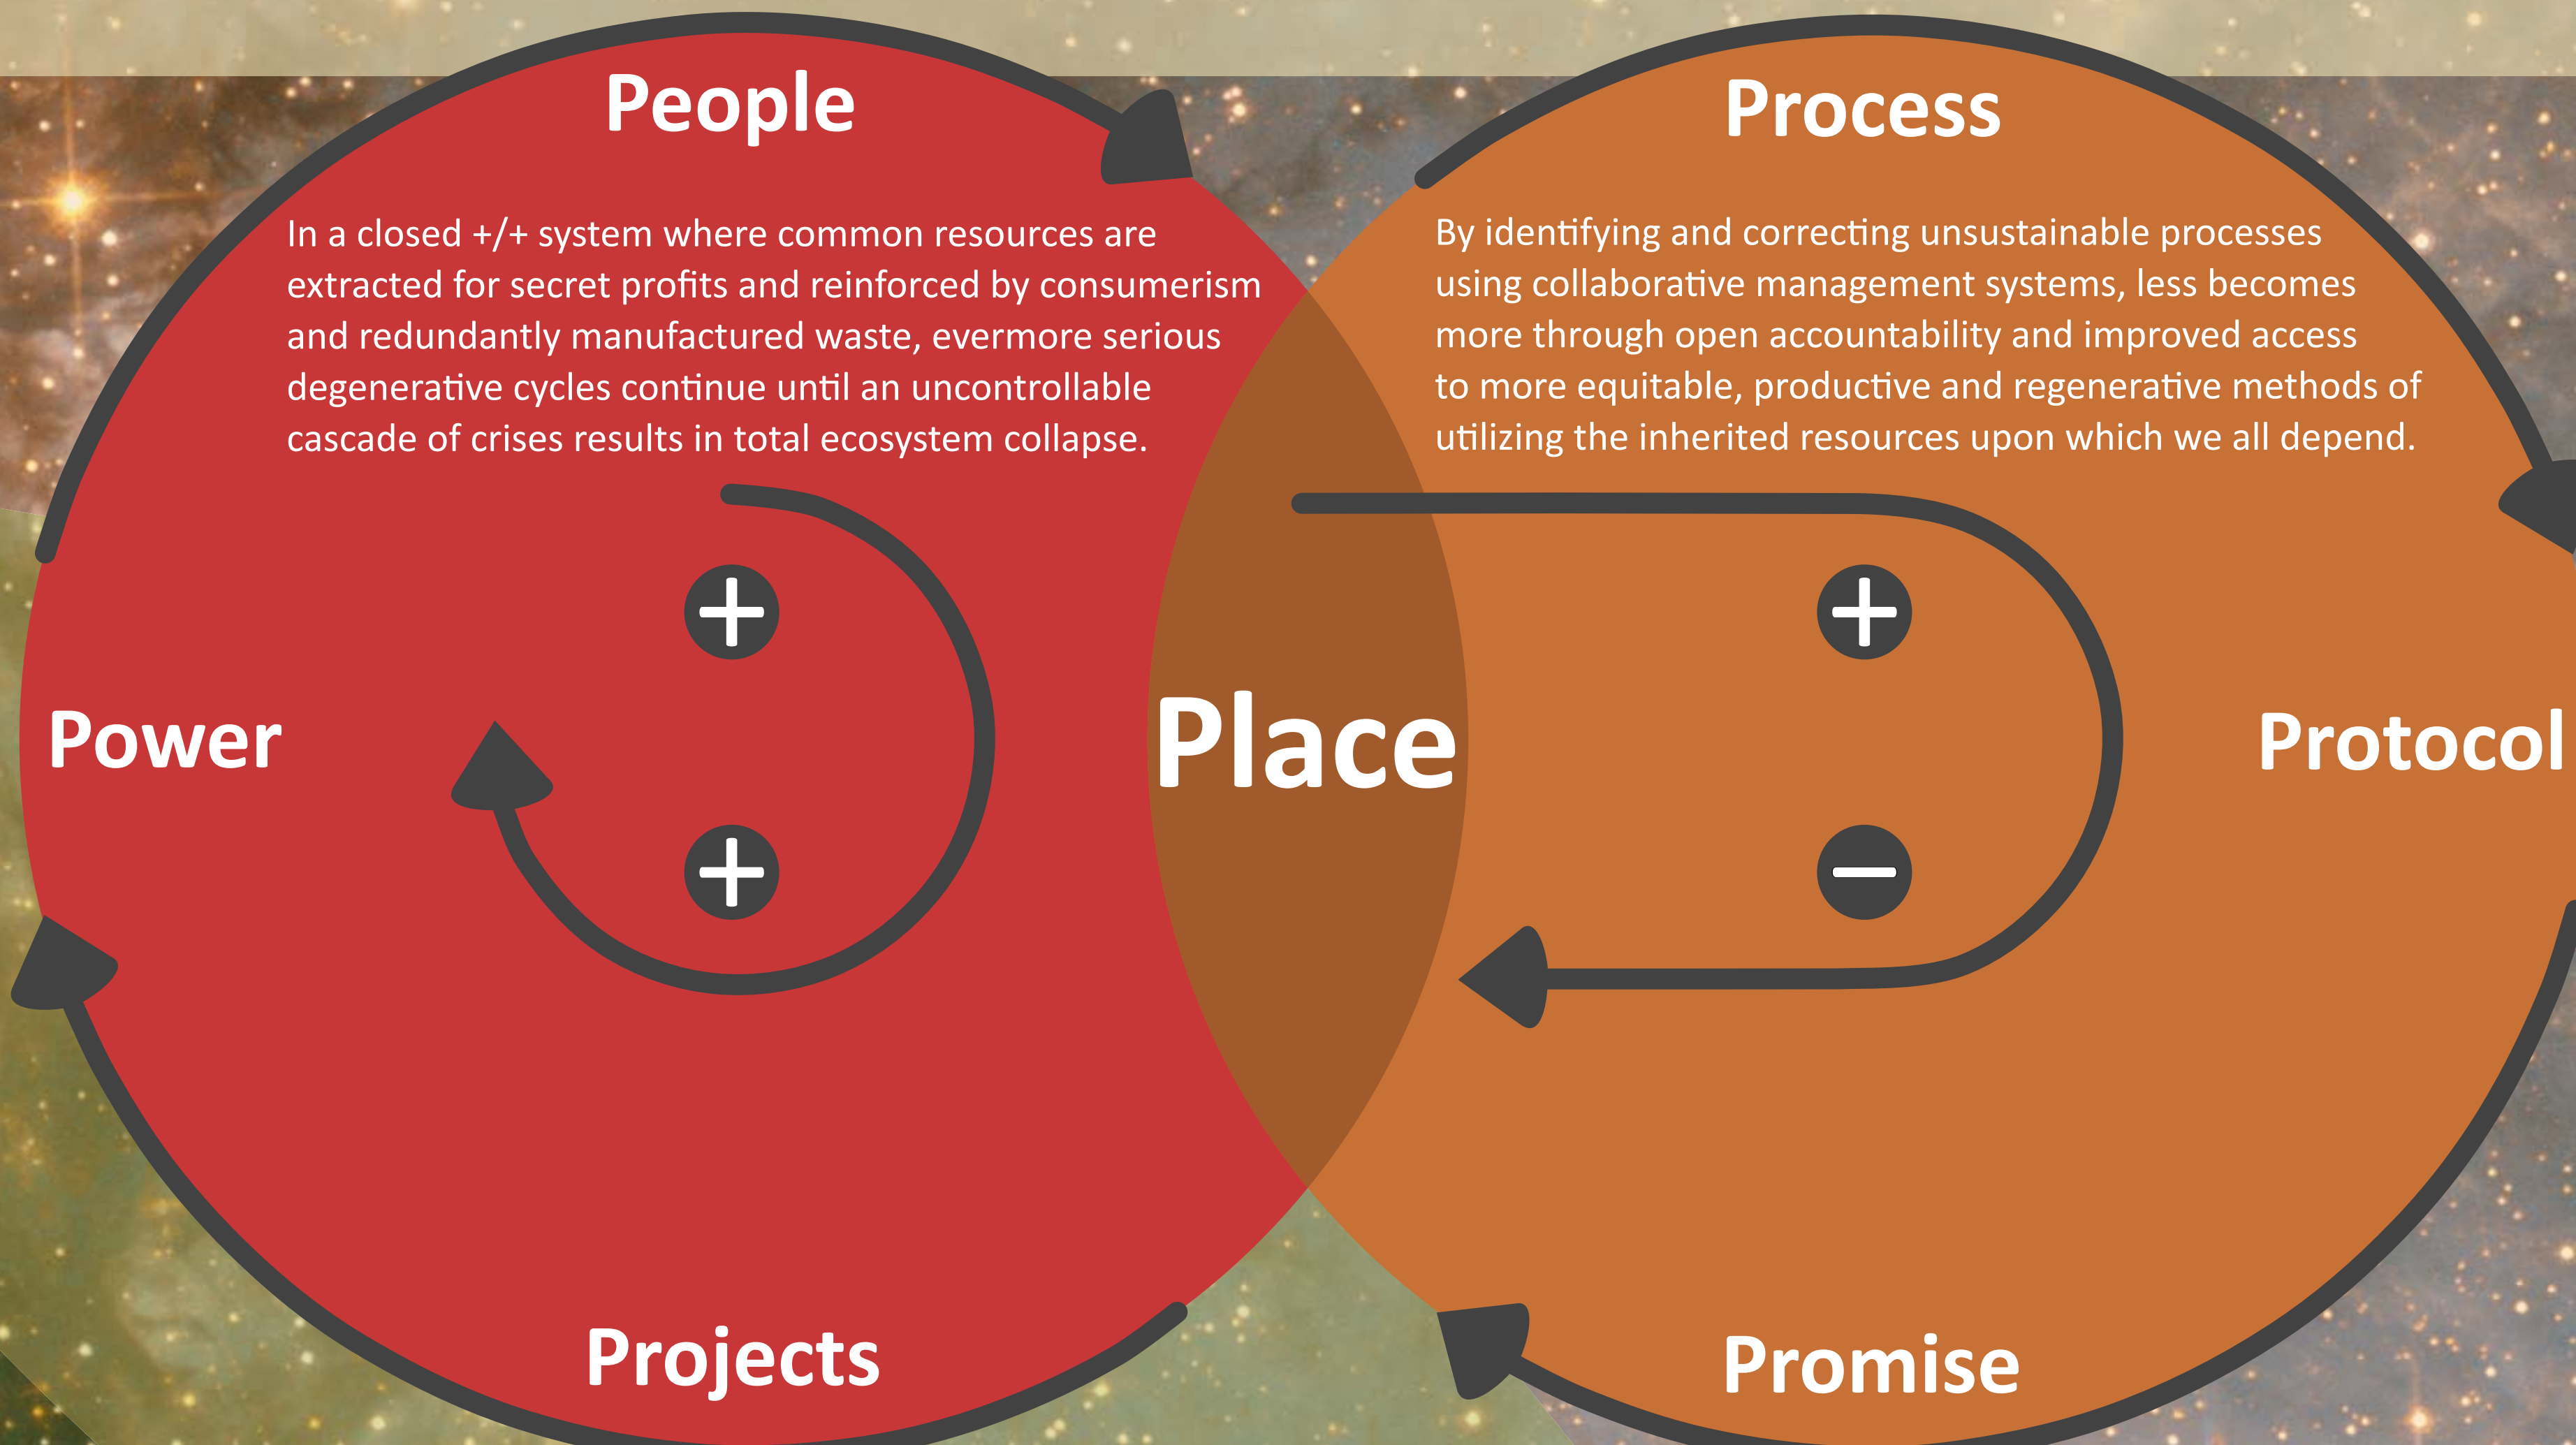 People
In a closed +/+ system where common resources are
extracted for secret profits and reinforced by consumerism
and redundantly manufactured waste, evermore serious
degenerative cycles continue until an uncontrollable
cascade of crises results in total ecosystem collapse.
+
+
Power
Projects
Place
Process
By identifying and correcting unsustainable processes
using collaborative management systems, less becomes
more through open accountability and improved access
to more equitable, productive and regenerative methods of
utilizing the inherited resources upon which we all depend.
+
−
Protocol
Promise